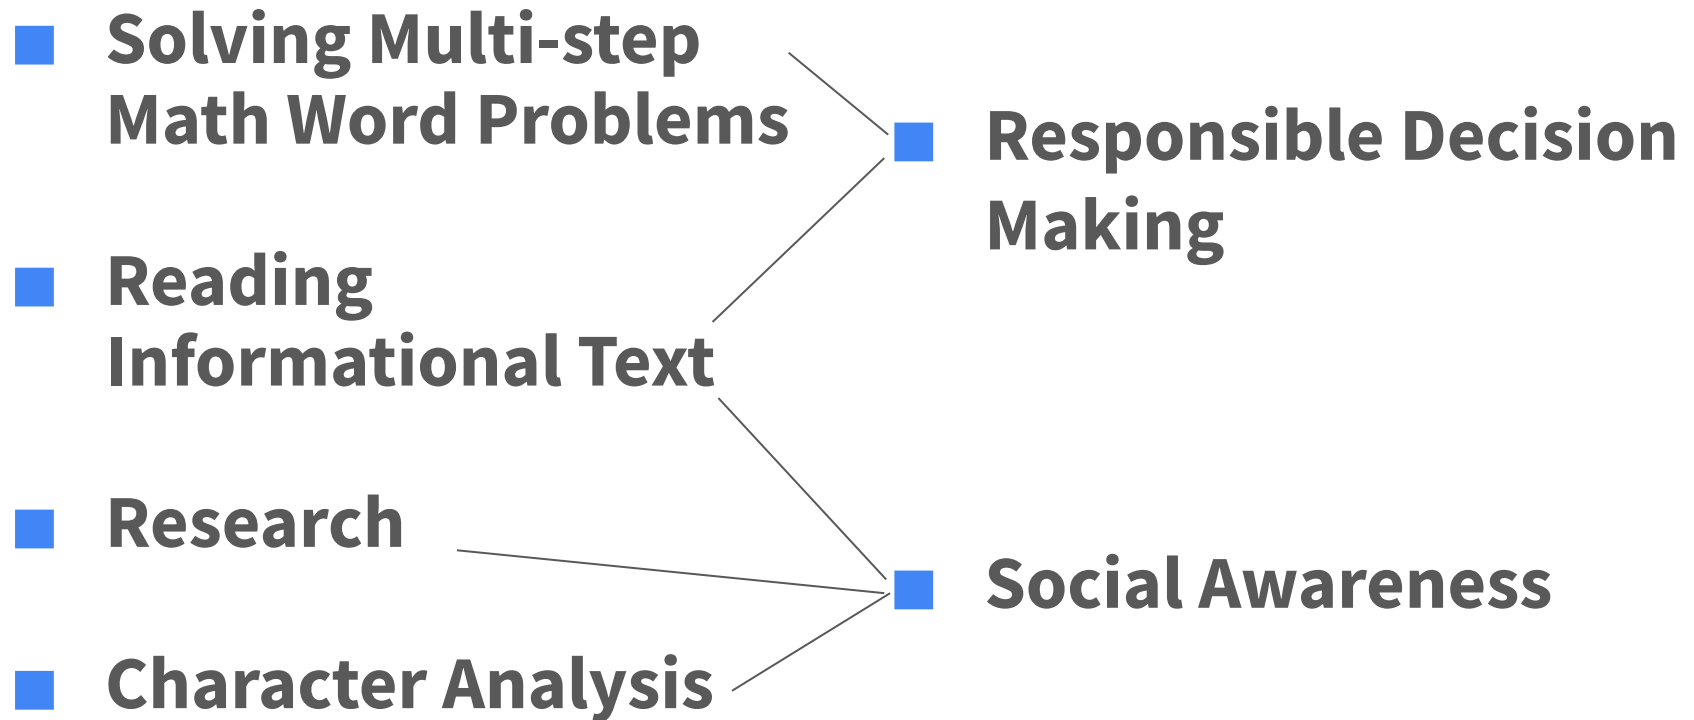 Solving Multi-step
Math Word Problems
Reading
Informational Text
Research
Character Analysis
Responsible Decision
Making
Social Awareness